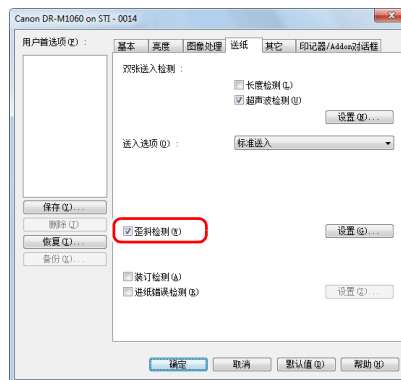 Canon DR-M1060 on STI - 0014
用户首选项(E) :
基本 亮度 图像处理 送纸 其它 印记器/Addon对话框
双张送入检测 :
长度检测(L)
超声波检测(U)
设置(M)...
送入选项(O) :
标准送入
保存(V)...
删除(T)
恢复(I)...
备份(X)...
歪斜检测(W)
设置(G)...
装订检测(A)
进纸错误检测(R)
设置(Z)...
确定 取消 默认值(D) 帮助(H)